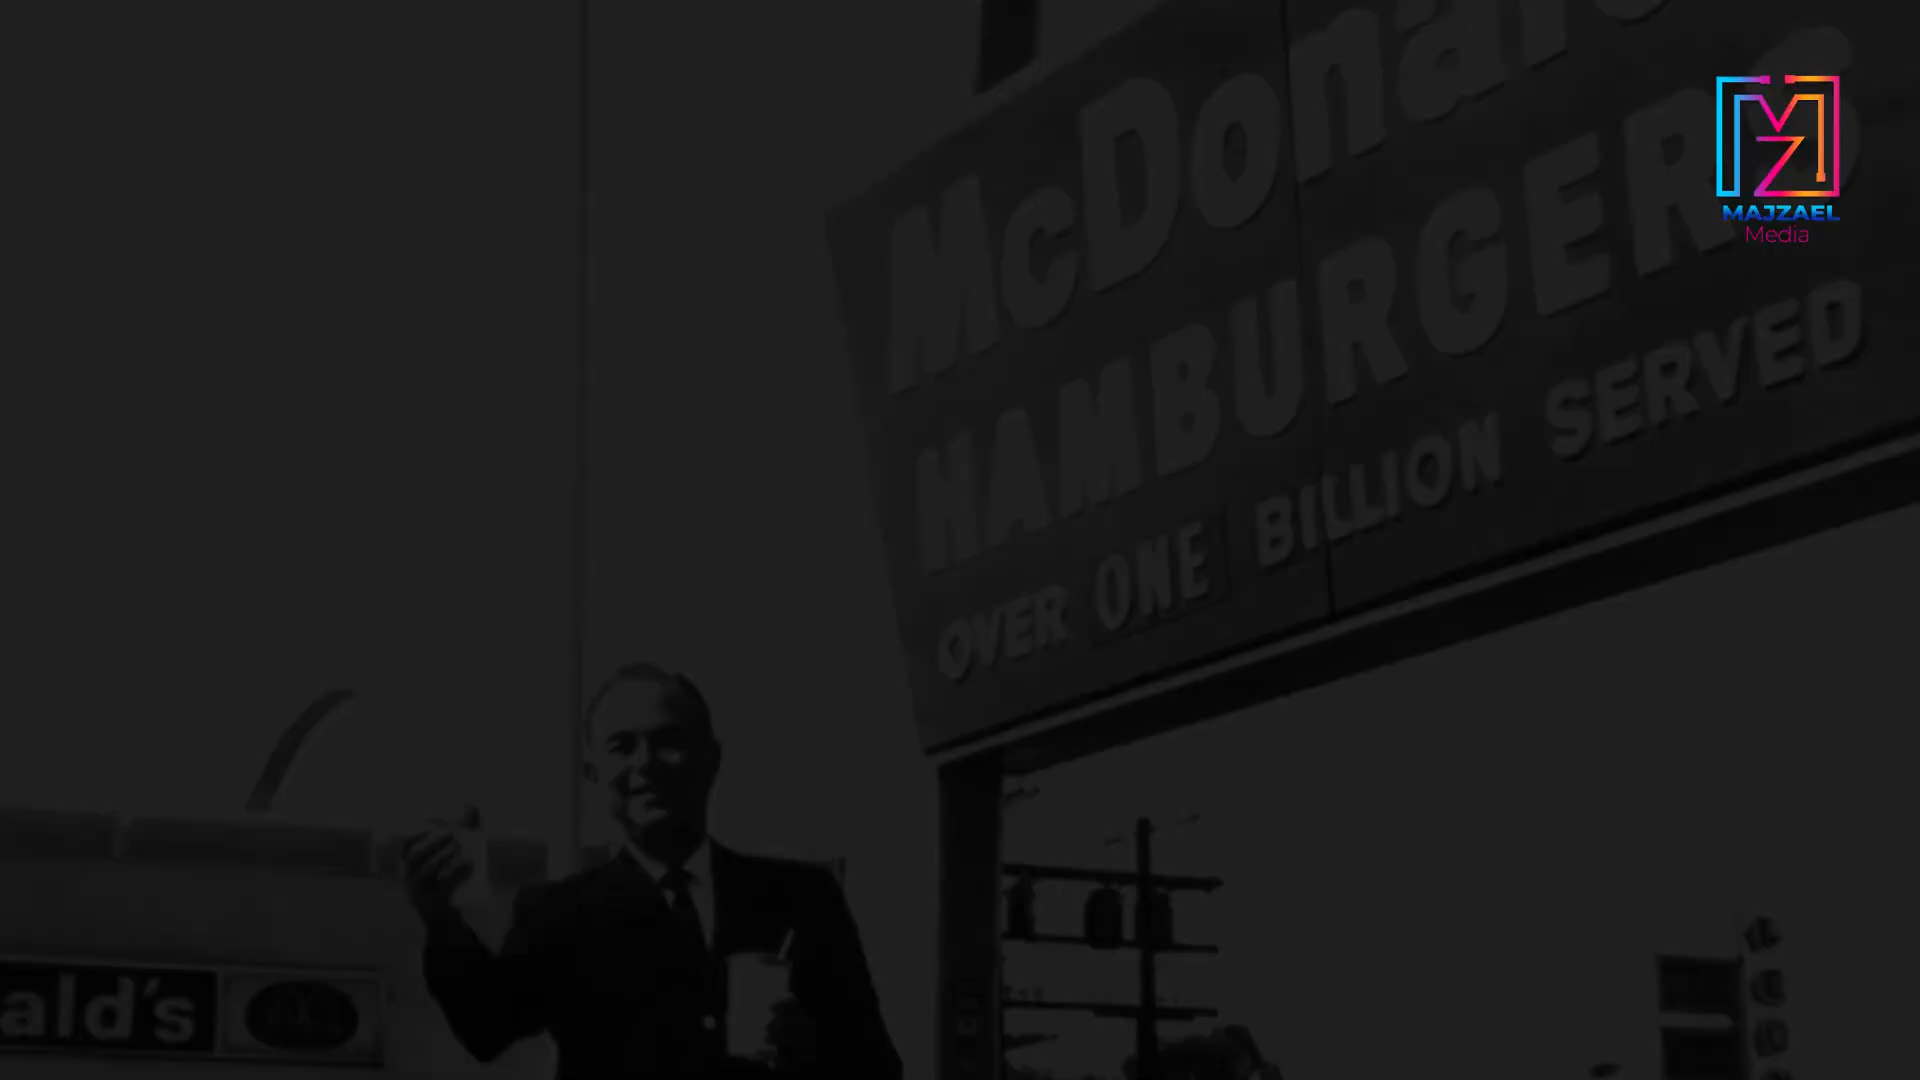 McDonald
HAMBURGERS
OVER ONE BILLION SERVED
MAJZAEL
Media
ald's